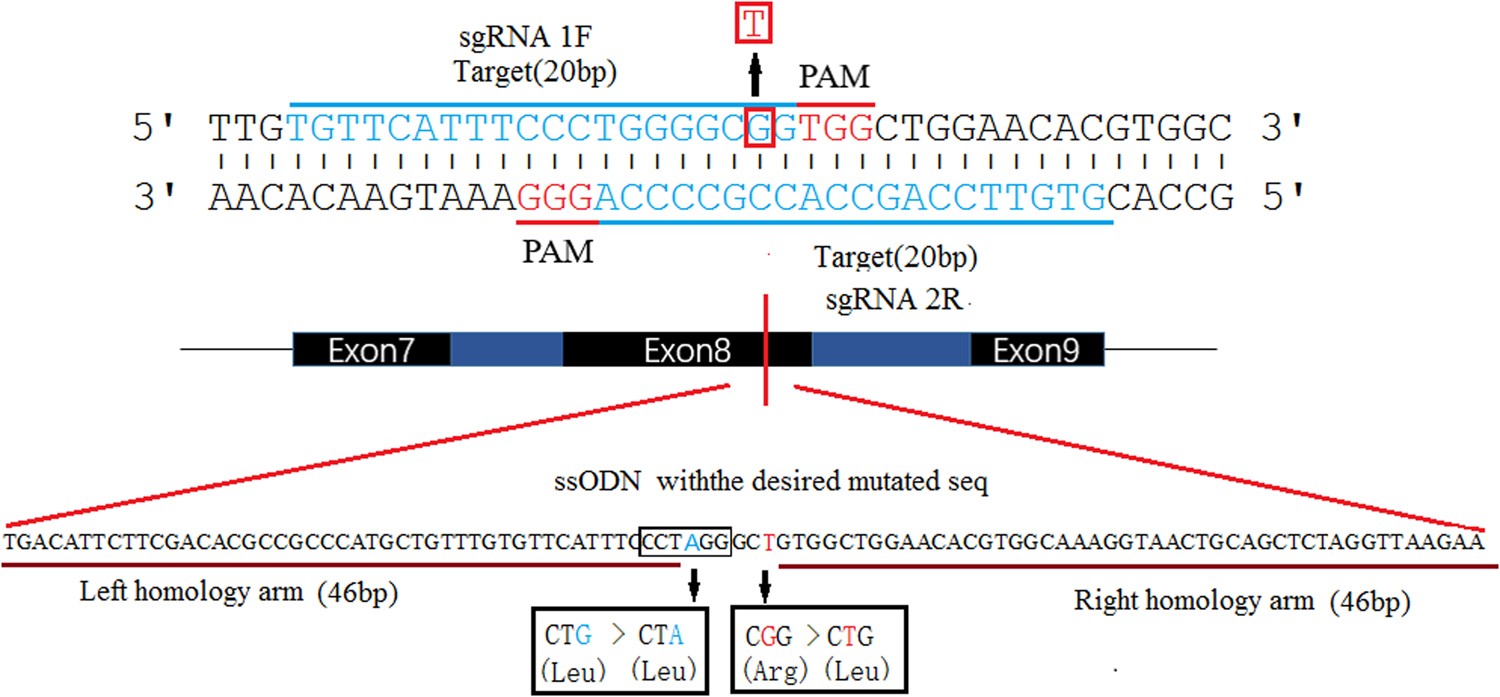 T
sgRNA 1F
Target(20bp)
PAM
5' TTGTGTTCATTTCCCTGGGGCGGTGGCTGGAACACGTGGC 3'
3' AACACAAGTAAAGGGACCCCGCCACCGACCTTGTGCACCG 5'
PAM
Target(20bp)
sgRNA 2R
Exon7
Exon8
Exon9
ssODN withthe desired mutated seq
TGACATTCTTCGACACGCCGCCCATGCTGTTTGTGTTCATTTCCCTAGGGCTGTGGCTGGAACACGTGGCAAAGGTAACTGCAGCTCTAGGTTAAGAA
Left homology arm (46bp)
Right homology arm (46bp)
CTG > CTA
(Leu) (Leu)
CGG > CTG
(Arg) (Leu)